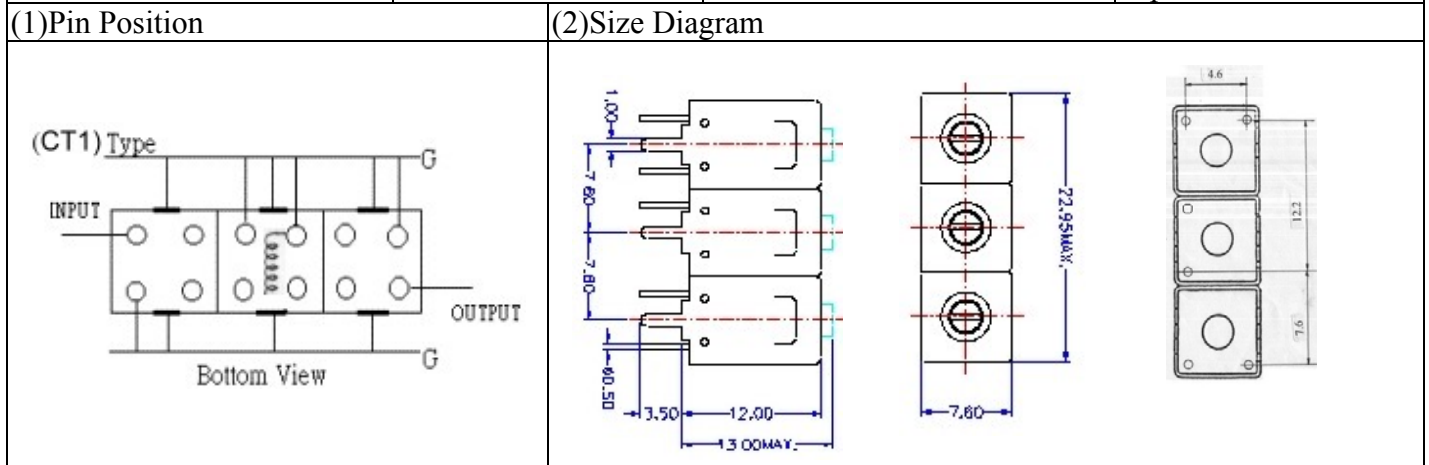 (1)Pin Position
(2)Size Diagram
(CT1) Type
G
INPUT
OUTPUT
G
Bottom View
1.00
7.60
7.80
⌀0.50
3.50
12.00
13.00MAX.
22.95MAX.
7.60
4.6
12.2
7.6